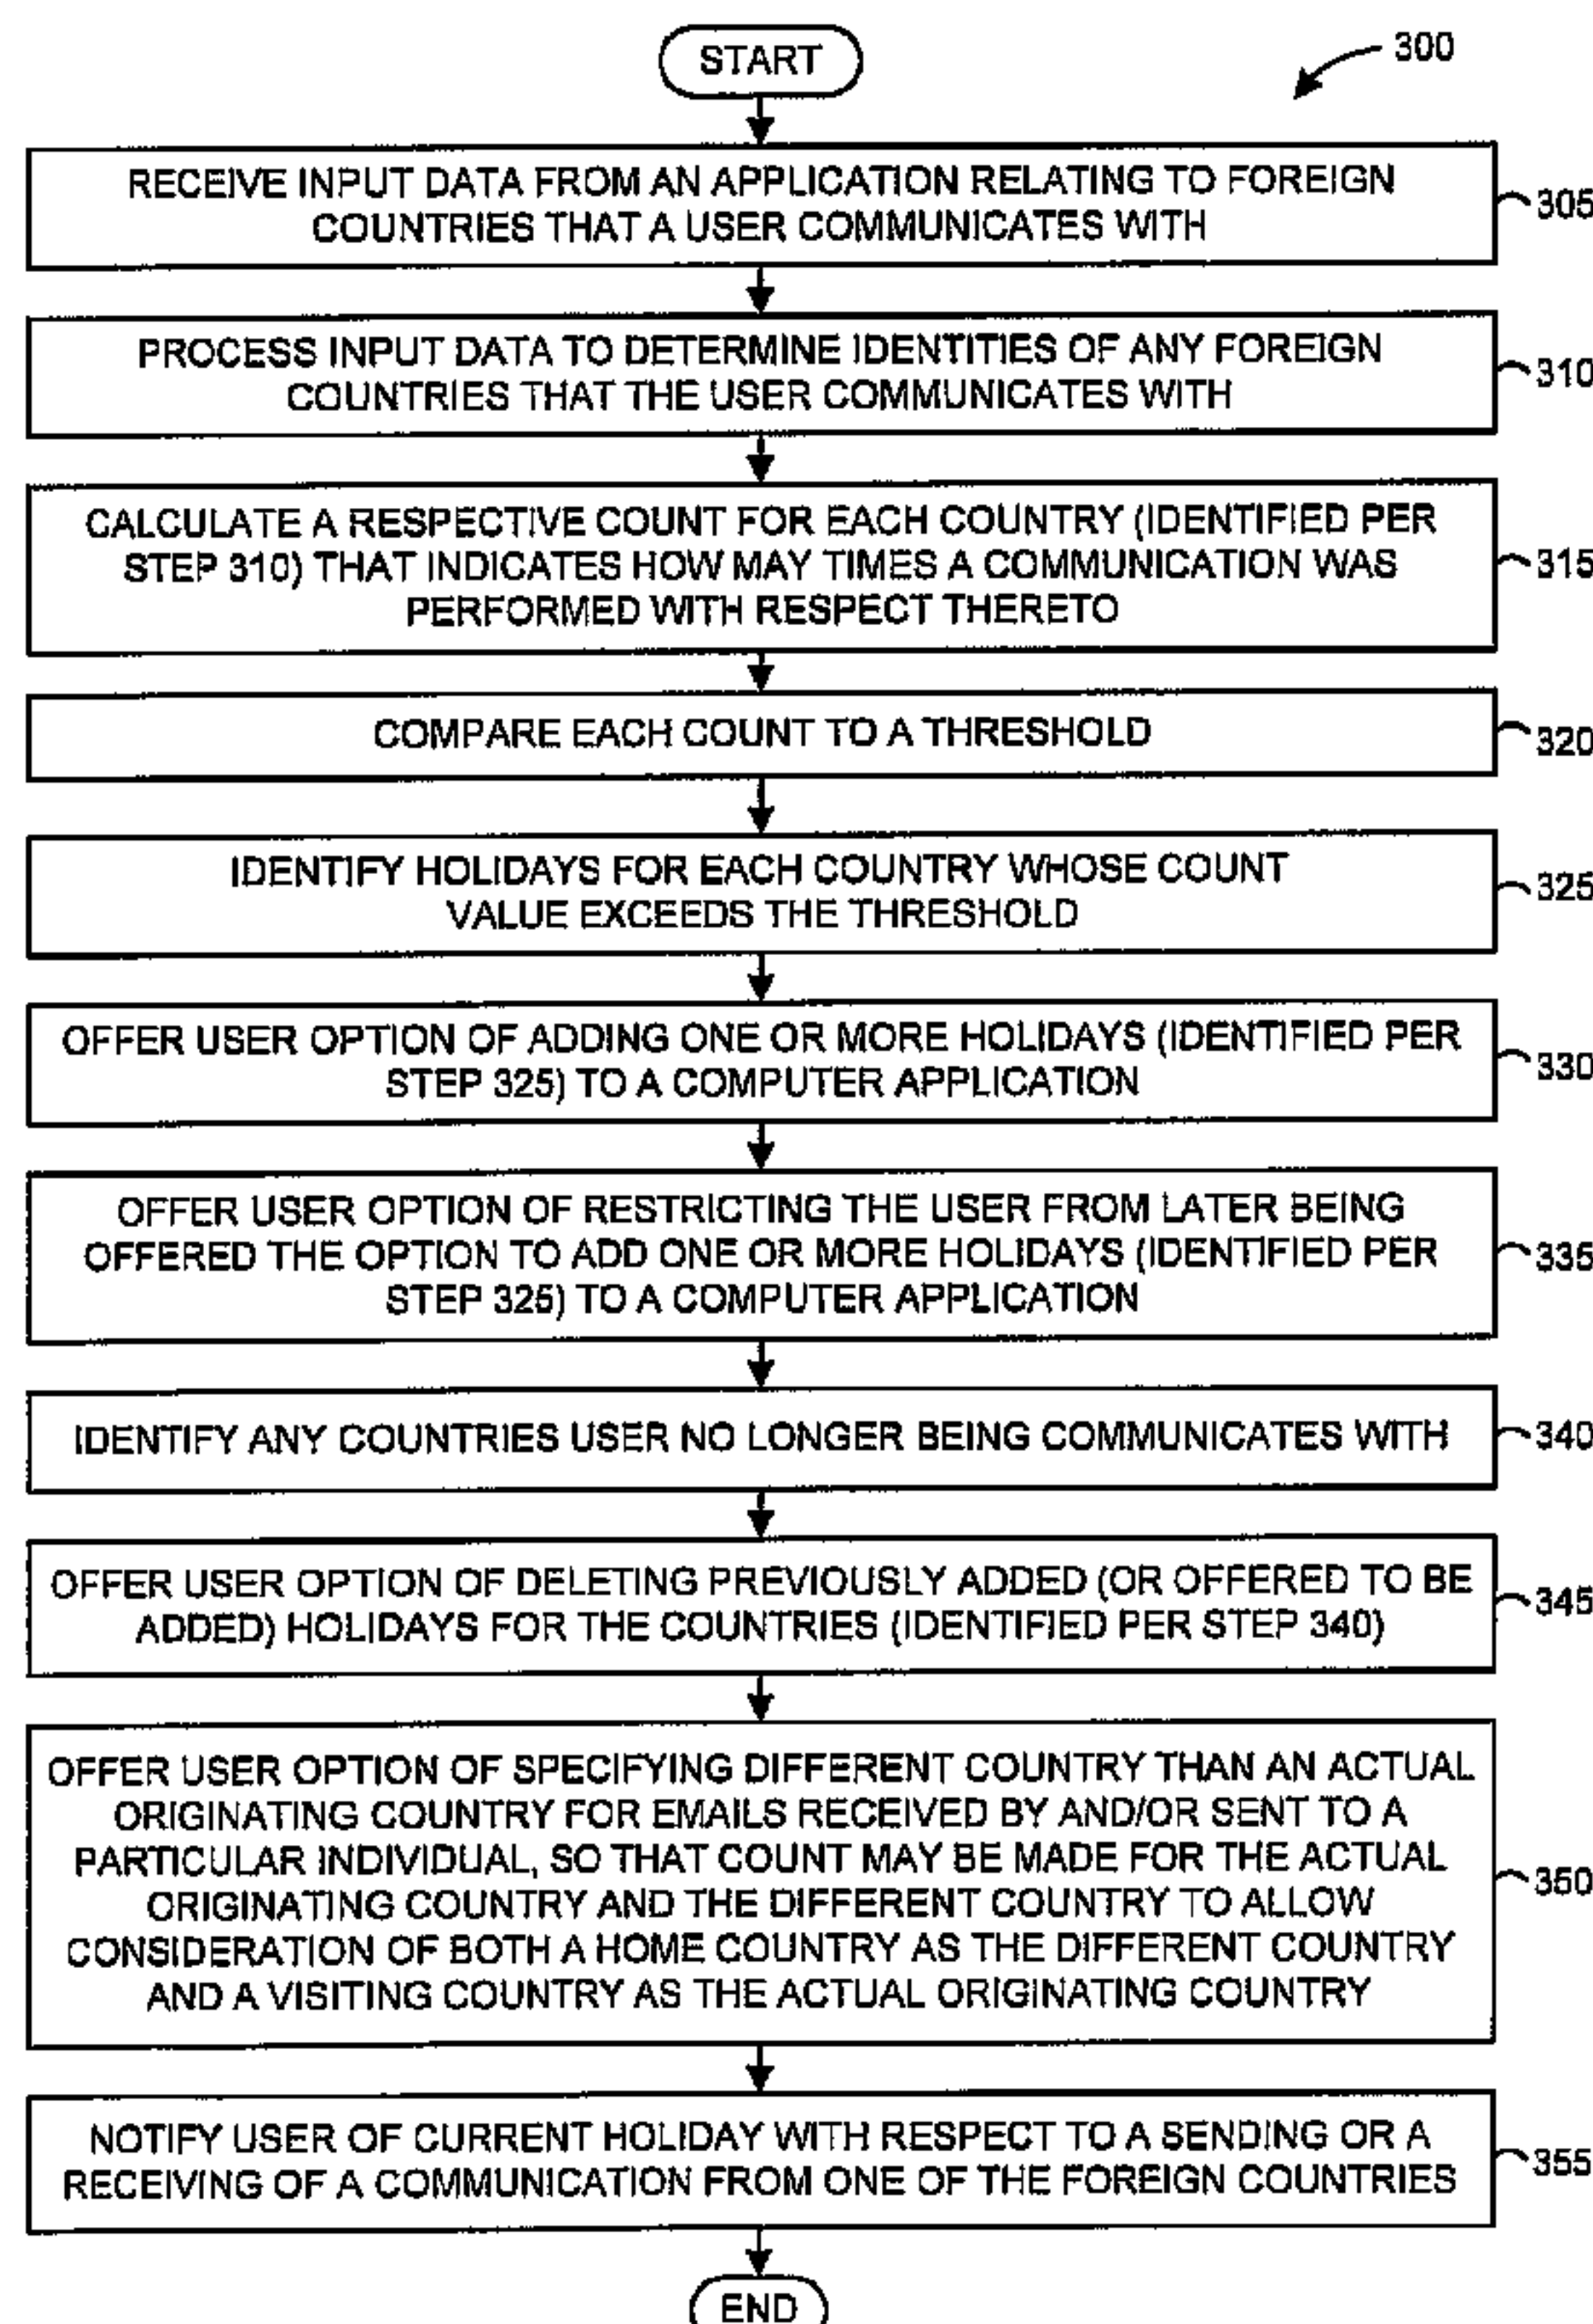 START
300
RECEIVE INPUT DATA FROM AN APPLICATION RELATING TO FOREIGN
COUNTRIES THAT A USER COMMUNICATES WITH
305
PROCESS INPUT DATA TO DETERMINE IDENTITIES OF ANY FOREIGN
COUNTRIES THAT THE USER COMMUNICATES WITH
310
CALCULATE A RESPECTIVE COUNT FOR EACH COUNTRY (IDENTIFIED PER
STEP 310) THAT INDICATES HOW MAY TIMES A COMMUNICATION WAS
PERFORMED WITH RESPECT THERETO
315
COMPARE EACH COUNT TO A THRESHOLD
320
IDENTIFY HOLIDAYS FOR EACH COUNTRY WHOSE COUNT
VALUE EXCEEDS THE THRESHOLD
325
OFFER USER OPTION OF ADDING ONE OR MORE HOLIDAYS (IDENTIFIED PER
STEP 325) TO A COMPUTER APPLICATION
330
OFFER USER OPTION OF RESTRICTING THE USER FROM LATER BEING
OFFERED THE OPTION TO ADD ONE OR MORE HOLIDAYS (IDENTIFIED PER
STEP 325) TO A COMPUTER APPLICATION
335
IDENTIFY ANY COUNTRIES USER NO LONGER BEING COMMUNICATES WITH
340
OFFER USER OPTION OF DELETING PREVIOUSLY ADDED (OR OFFERED TO BE
ADDED) HOLIDAYS FOR THE COUNTRIES (IDENTIFIED PER STEP 340)
345
OFFER USER OPTION OF SPECIFYING DIFFERENT COUNTRY THAN AN ACTUAL
ORIGINATING COUNTRY FOR EMAILS RECEIVED BY AND/OR SENT TO A
PARTICULAR INDIVIDUAL, SO THAT COUNT MAY BE MADE FOR THE ACTUAL
ORIGINATING COUNTRY AND THE DIFFERENT COUNTRY TO ALLOW
CONSIDERATION OF BOTH A HOME COUNTRY AS THE DIFFERENT COUNTRY
AND A VISITING COUNTRY AS THE ACTUAL ORIGINATING COUNTRY
350
NOTIFY USER OF CURRENT HOLIDAY WITH RESPECT TO A SENDING OR A
RECEIVING OF A COMMUNICATION FROM ONE OF THE FOREIGN COUNTRIES
355
END